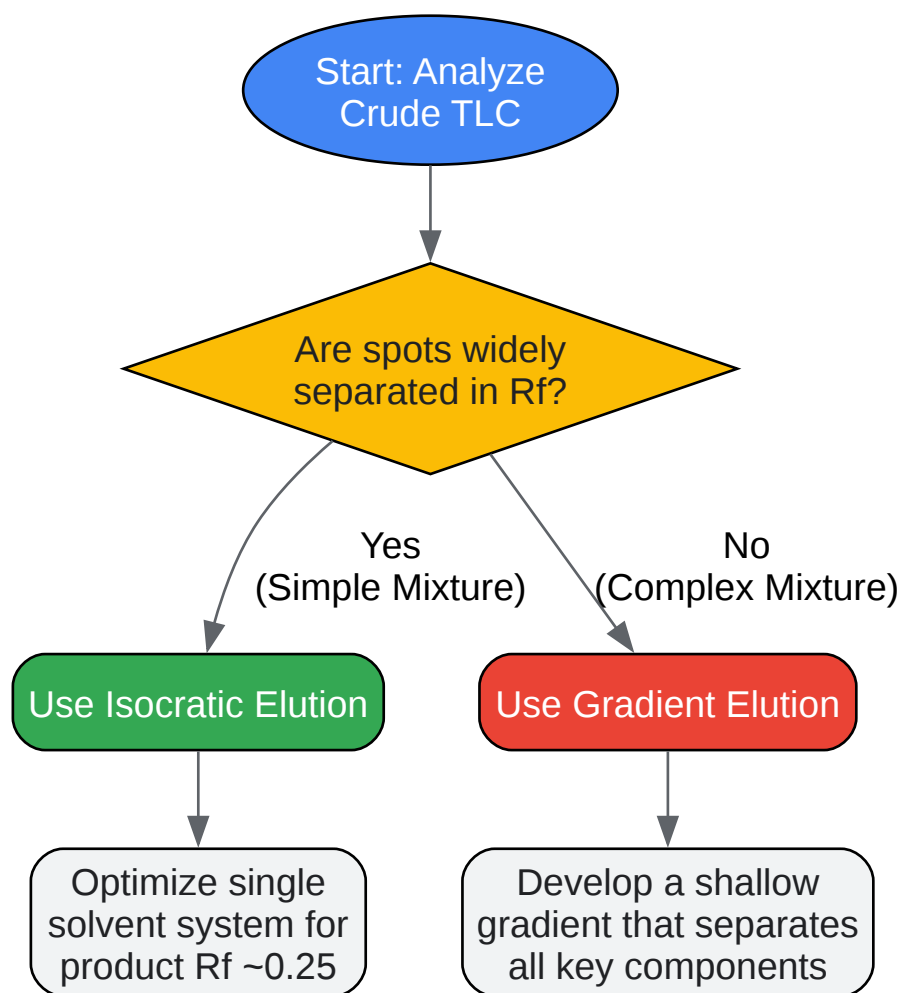 Start: Analyze
Crude TLC
Are spots widely
separated in Rf?
Yes
(Simple Mixture)
No
(Complex Mixture)
Use Isocratic Elution
Use Gradient Elution
Optimize single
solvent system for
product Rf ~0.25
Develop a shallow
gradient that separates
all key components